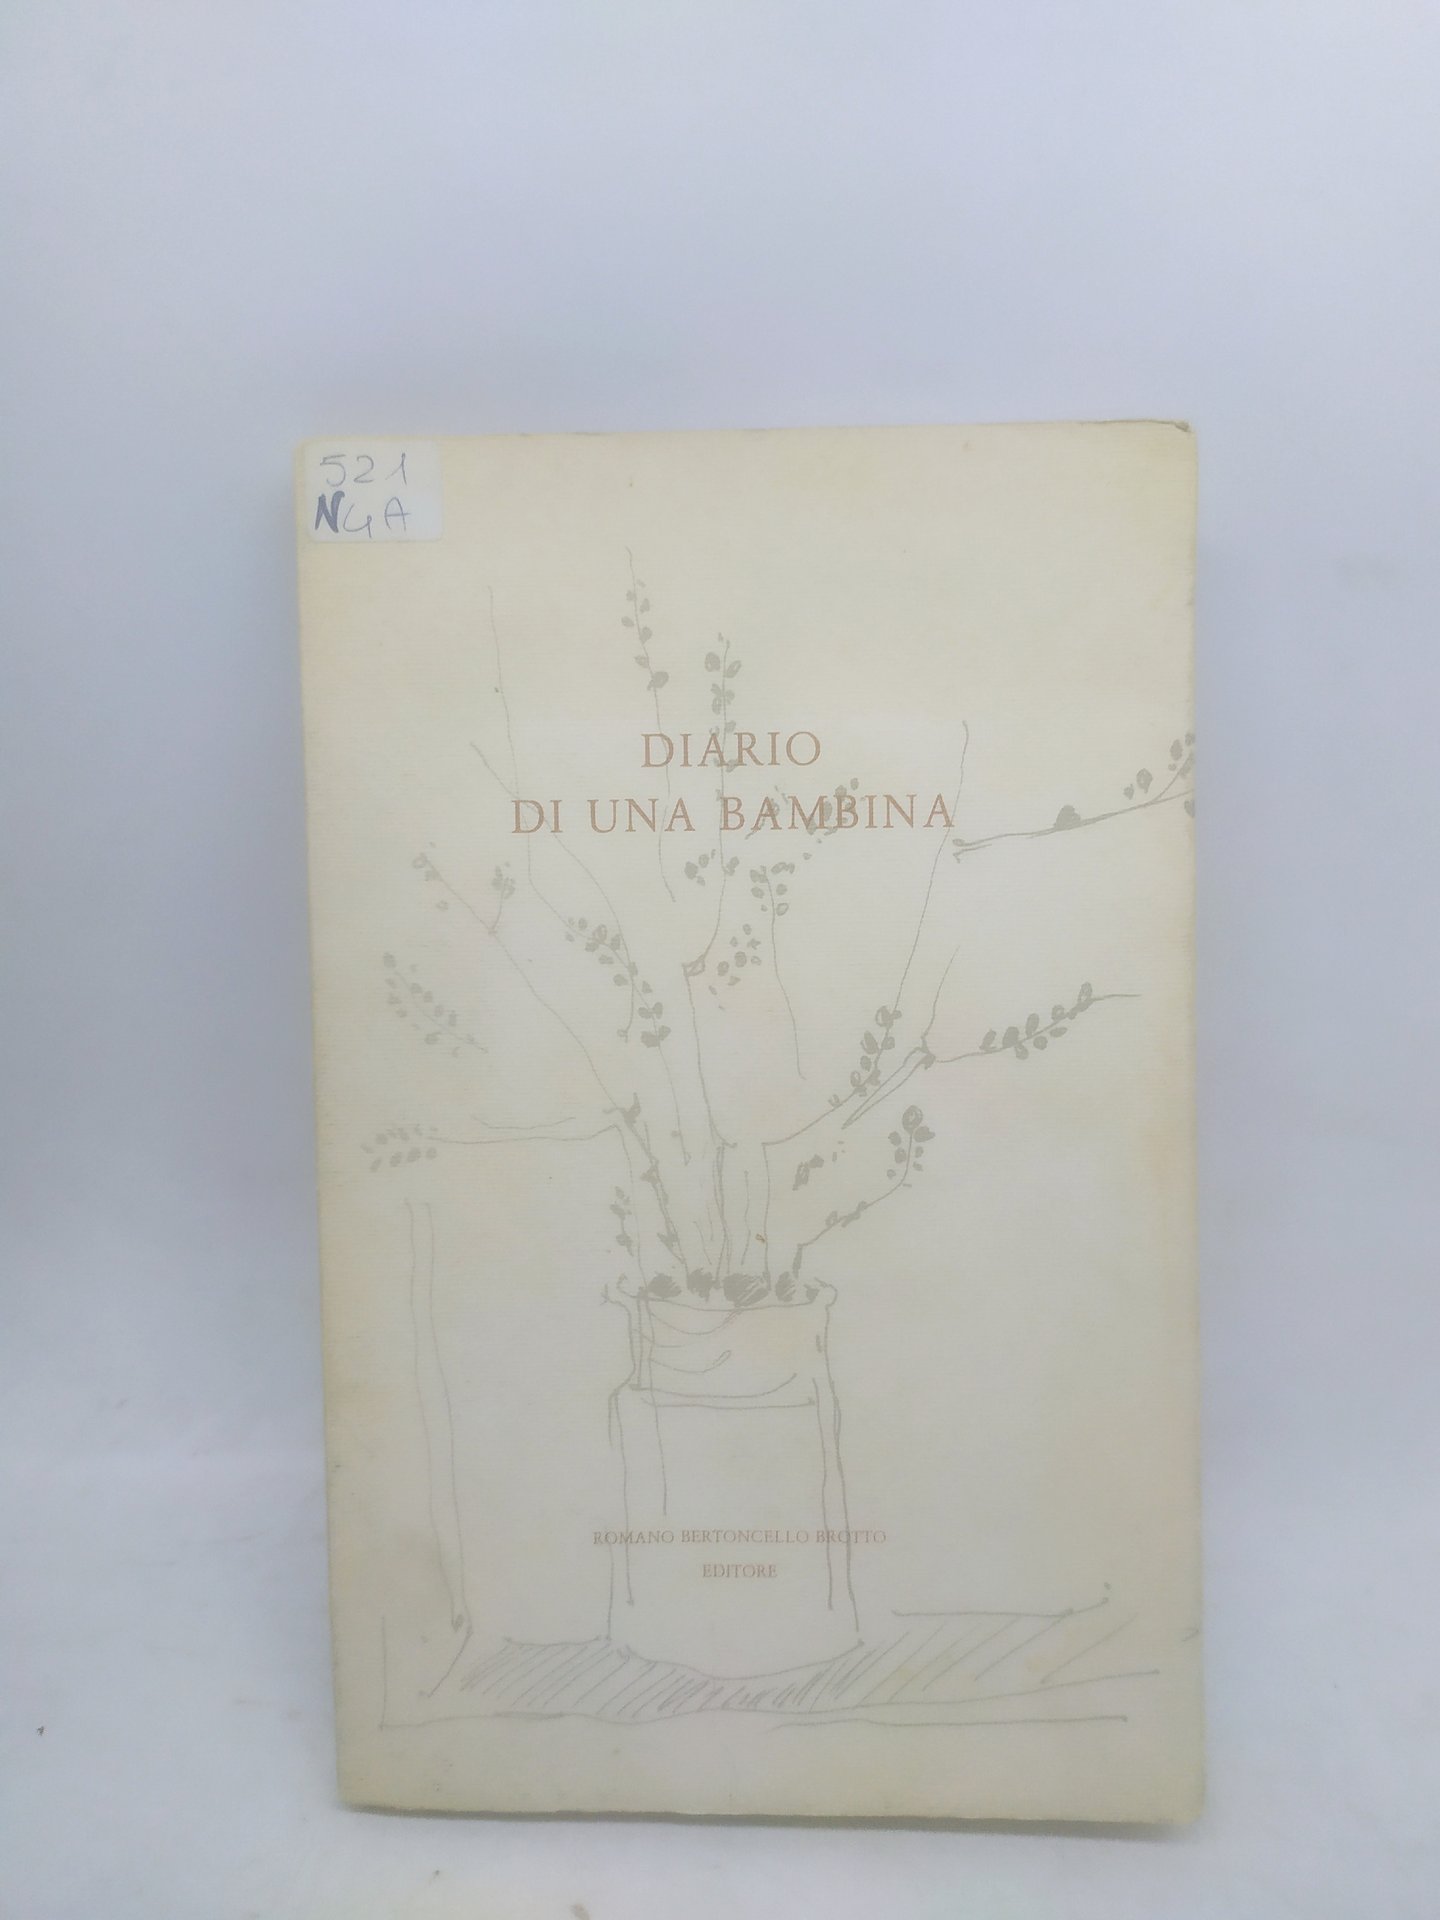 521
N4A
DIARIO
DI UNA BAMBINA
ROMANO BERTONCELLO BROTTO
EDITORE